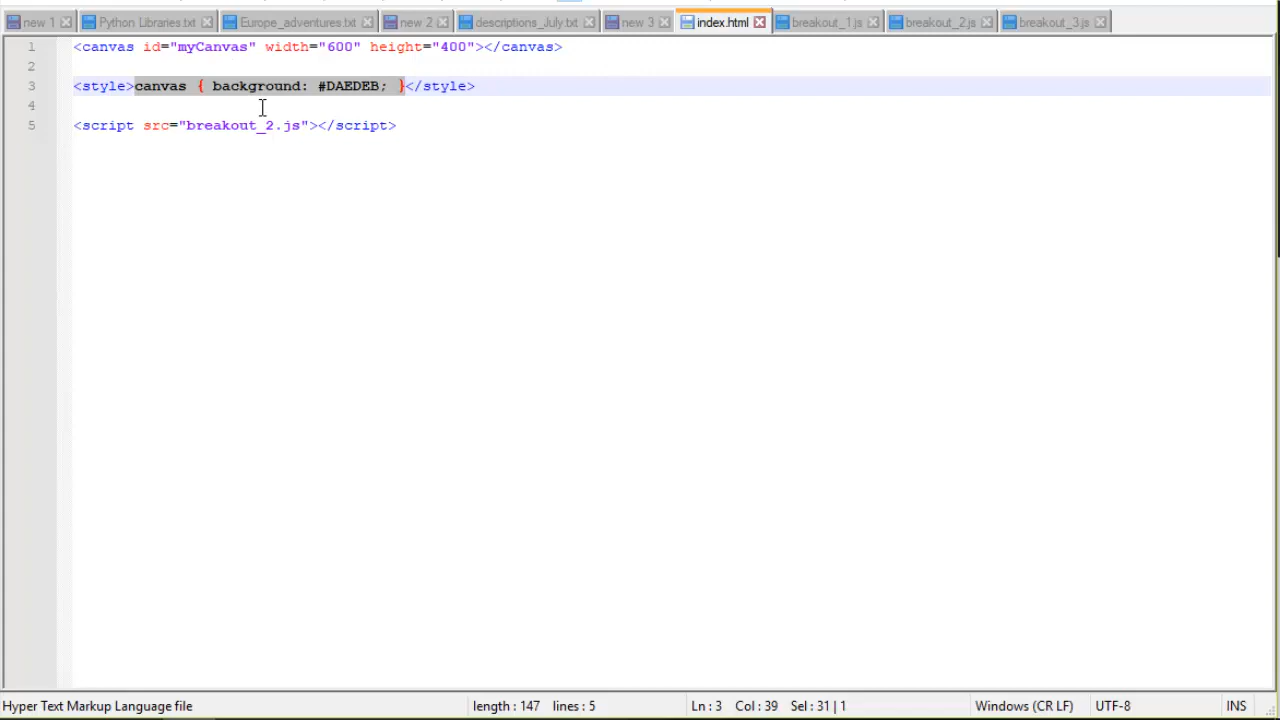 new 1 Python Libraries.txt Europe_adventures.txt new 2 descriptions_July.txt new 3 index.html breakout_1.js breakout_2.js breakout_3.js
1 <canvas id="myCanvas" width="600" height="400"></canvas>
2
3 <style>canvas { background: #DAEDEB; }</style>
4
5 <script src="breakout_2.js"></script>
Hyper Text Markup Language file length : 147 lines : 5 Ln : 3 Col : 39 Sel : 31 | 1 Windows (CR LF) UTF-8 INS